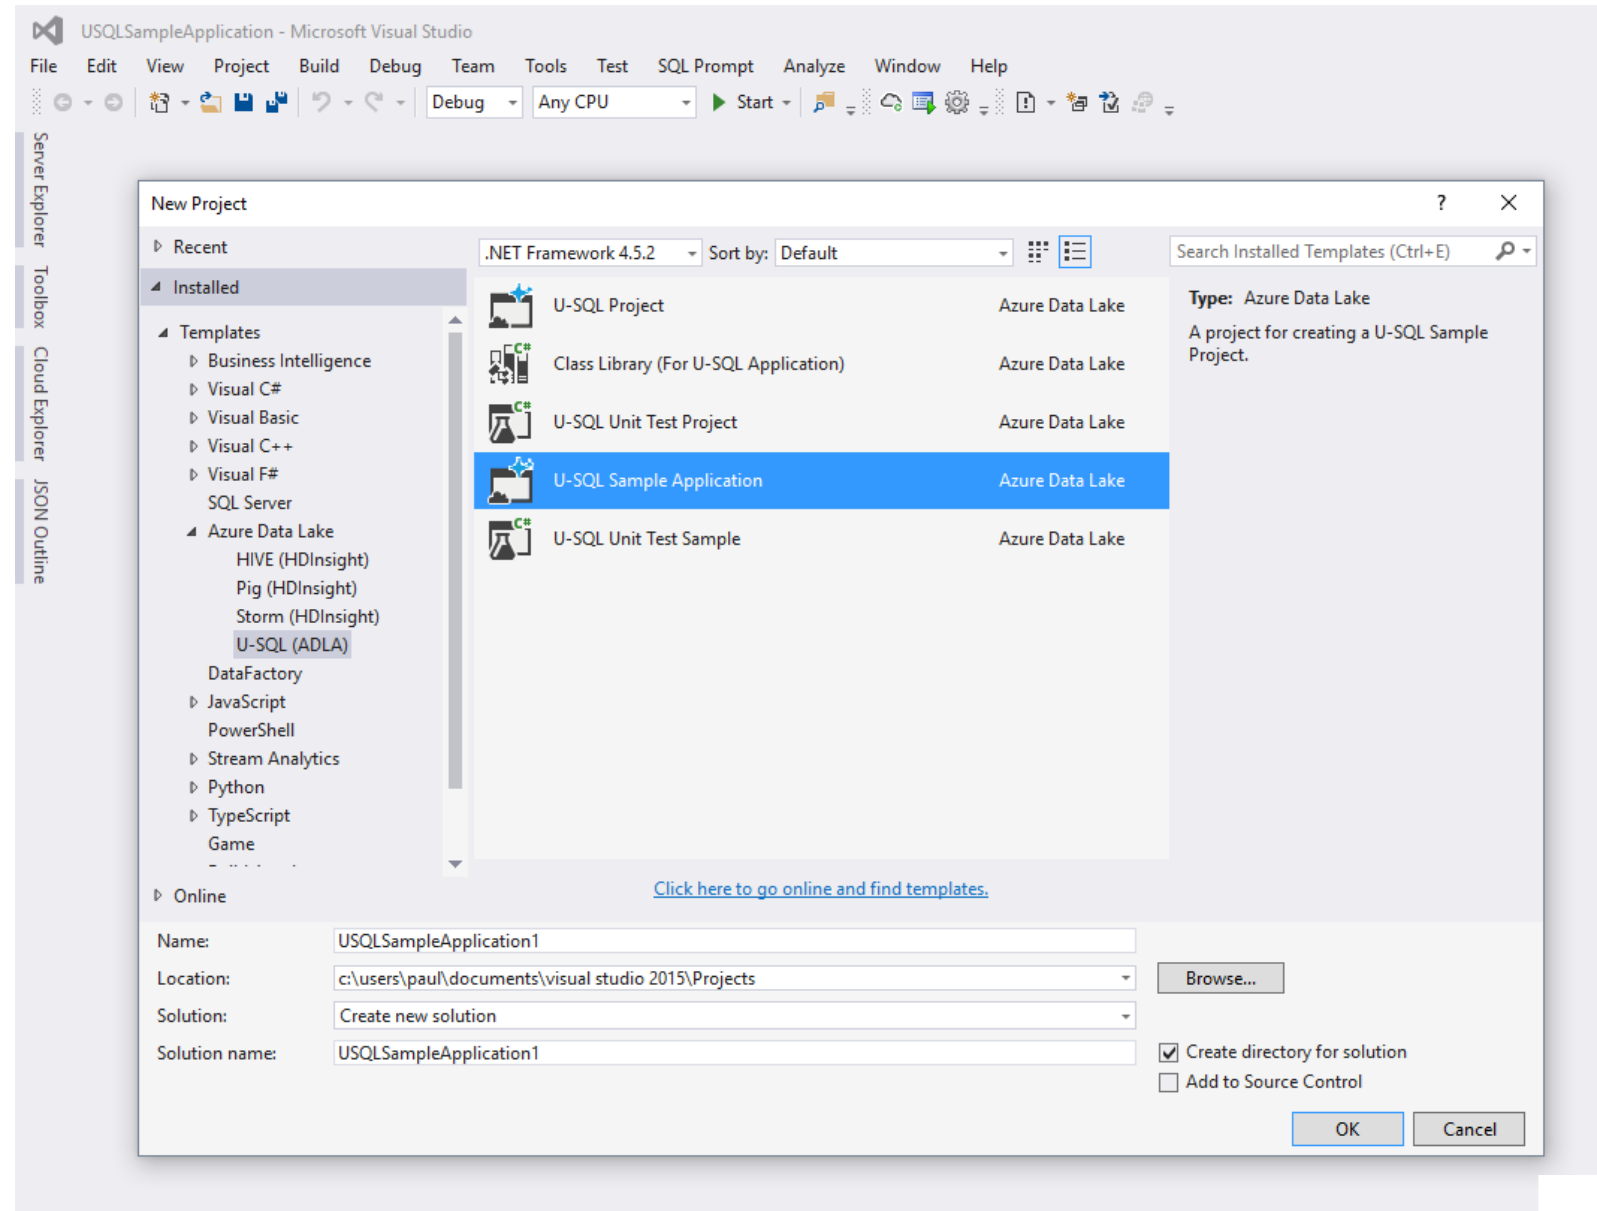 USQLSampleApplication - Microsoft Visual Studio
File Edit View Project Build Debug Team Tools Test SQL Prompt Analyze Window Help
Debug Any CPU Start
Server Explorer
Toolbox
Cloud Explorer
JSON Outline
New Project ?
Recent
Installed
Templates
Business Intelligence
Visual C#
Visual Basic
Visual C++
Visual F#
SQL Server
Azure Data Lake
HIVE (HDInsight)
Pig (HDInsight)
Storm (HDInsight)
U-SQL (ADLA)
DataFactory
JavaScript
PowerShell
Stream Analytics
Python
TypeScript
Game
Online
.NET Framework 4.5.2 Sort by: Default
U-SQL Project Azure Data Lake
Class Library (For U-SQL Application) Azure Data Lake
U-SQL Unit Test Project Azure Data Lake
U-SQL Sample Application Azure Data Lake
U-SQL Unit Test Sample Azure Data Lake
Click here to go online and find templates.
Search Installed Templates (Ctrl+E)
Type: Azure Data Lake
A project for creating a U-SQL Sample
Project.
Name: USQLSampleApplication1
Location: c:\users\paul\documents\visual studio 2015\Projects Browse...
Solution: Create new solution
Solution name: USQLSampleApplication1
Create directory for solution
Add to Source Control
OK Cancel